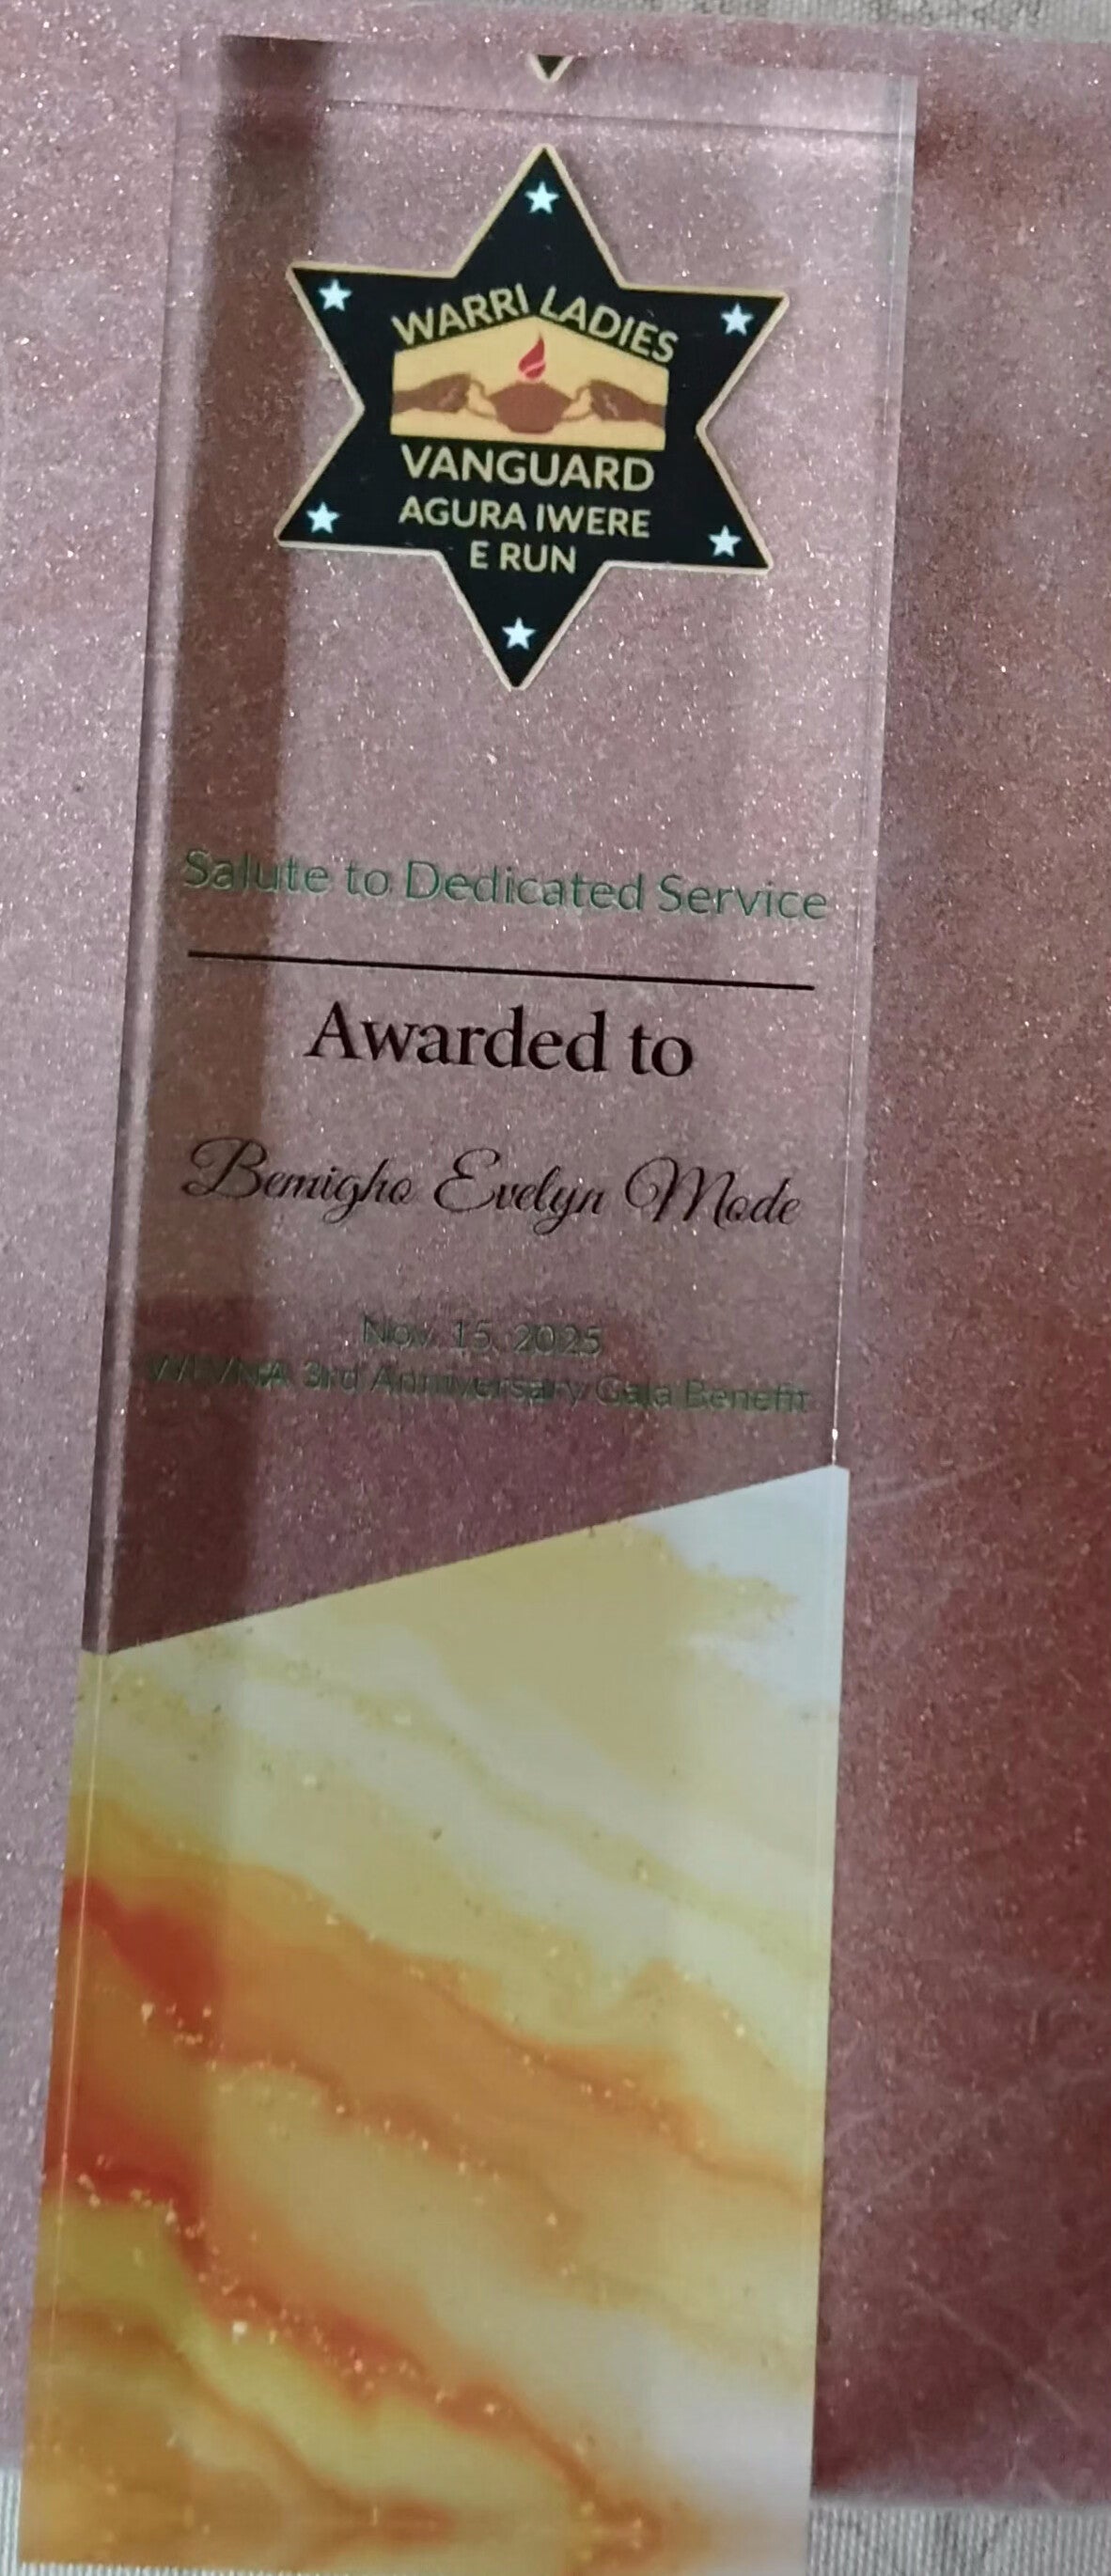 WARRI LADIES
VANGUARD
AGURA IWERE
E RUN
Salute to Dedicated Service
Awarded to
Bemigho Evelyn Mode
Nov. 15, 2025
WLVNA 3rd Anniversary Gala Benefit